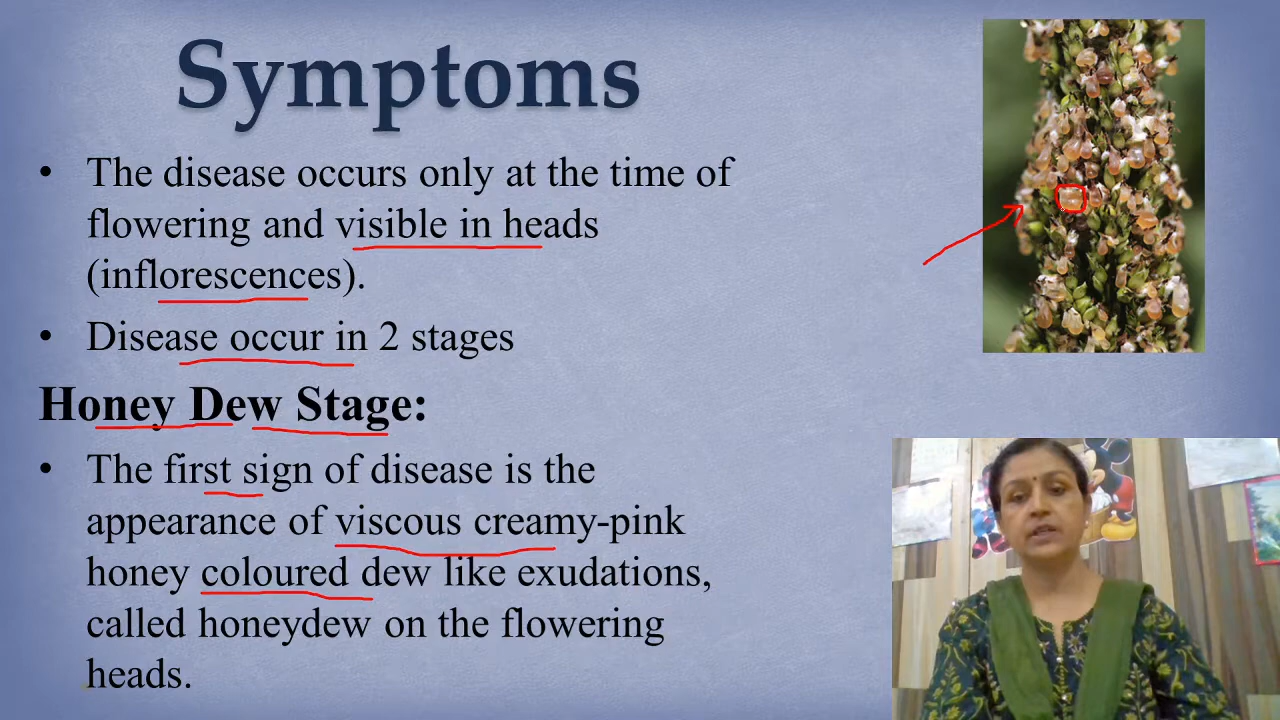 Symptoms
• The disease occurs only at the time of
flowering and visible in heads
(inflorescences).
• Disease occur in 2 stages
Honey Dew Stage:
• The first sign of disease is the
appearance of viscous creamy-pink
honey coloured dew like exudations,
called honeydew on the flowering
heads.